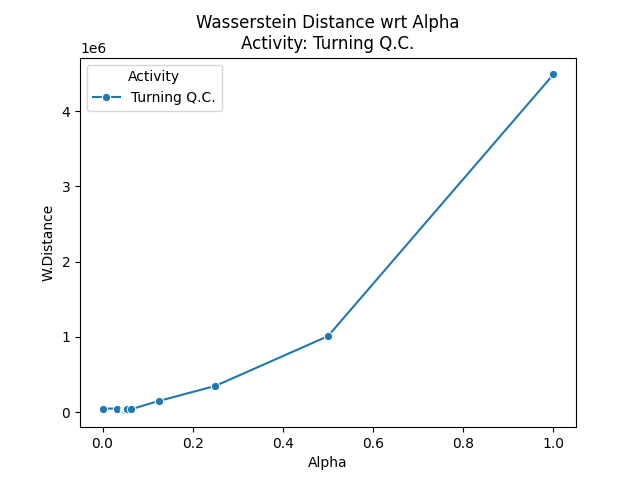 Wasserstein Distance wrt Alpha
Activity: Turning Q.C.
1e6
Activity
Turning Q.C.
4
3
2
1
0
W.Distance
0.0 0.2 0.4 0.6 0.8 1.0
Alpha